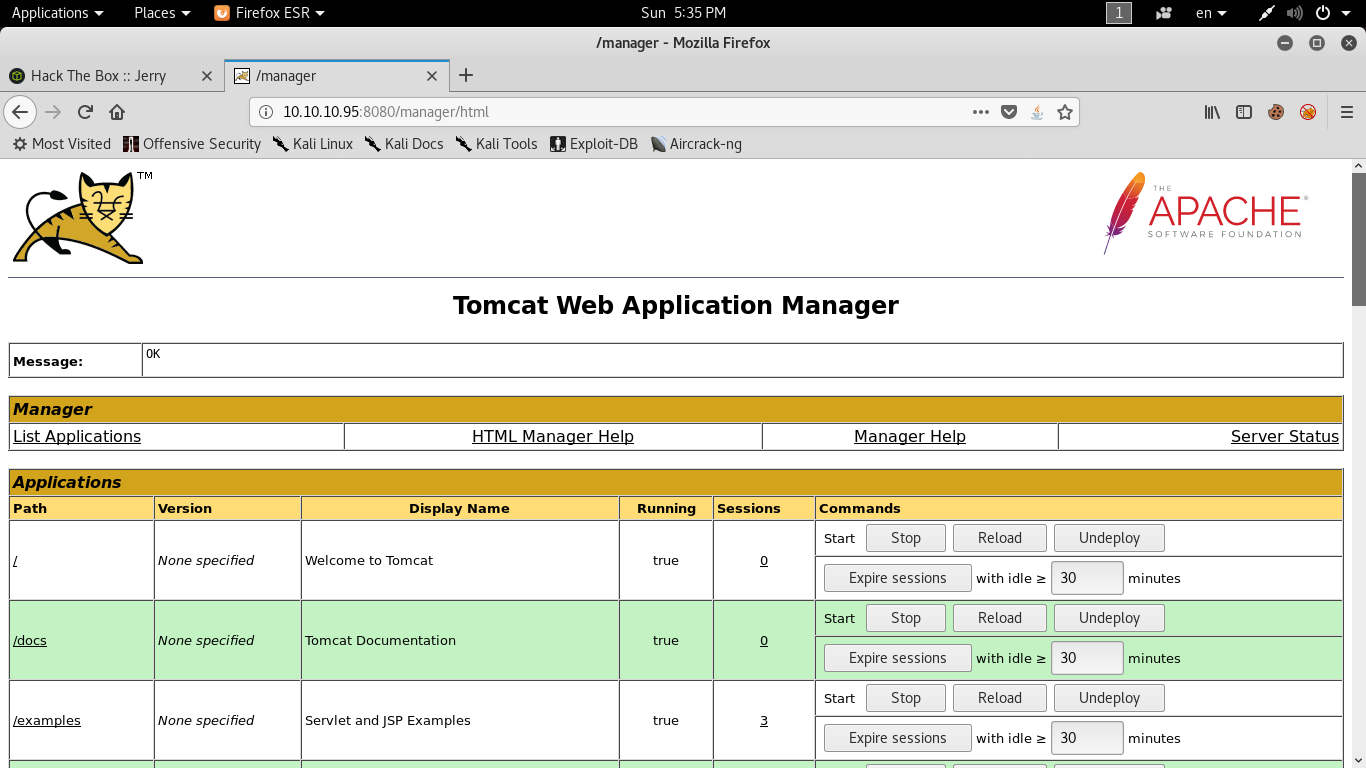 Applications Places Firefox ESR Sun 5:35 PM 1 en
/manager - Mozilla Firefox
Hack The Box :: Jerry /manager
10.10.10.95:8080/manager/html
Most Visited Offensive Security Kali Linux Kali Docs Kali Tools Exploit-DB Aircrack-ng
TM
THE
APACHE®
SOFTWARE FOUNDATION
Tomcat Web Application Manager
Message: OK
Manager
List Applications HTML Manager Help Manager Help Server Status
Applications
Path Version Display Name Running Sessions Commands
Start Stop Reload Undeploy
/ None specified Welcome to Tomcat true 0
Expire sessions with idle ≥ 30 minutes
Start Stop Reload Undeploy
/docs None specified Tomcat Documentation true 0
Expire sessions with idle ≥ 30 minutes
Start Stop Reload Undeploy
/examples None specified Servlet and JSP Examples true 3
Expire sessions with idle ≥ 30 minutes